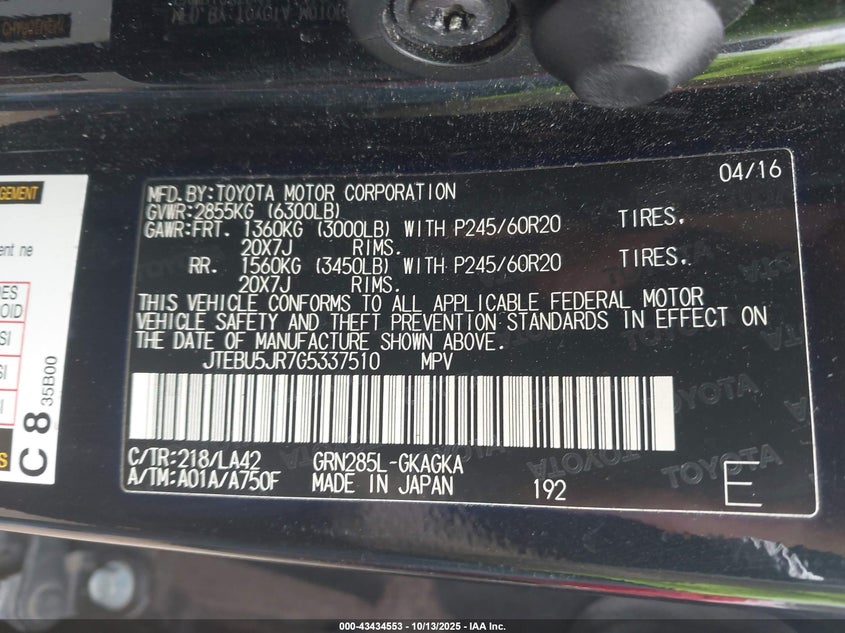 04/16
MFD.BY:TOYOTA MOTOR CORPORATION
GVWR:2855KG (6300LB)
GAWR:FRT. 1360KG (3000LB) WITH P245/60R20 TIRES.
20X7J RIMS.
RR. 1560KG (3450LB) WITH P245/60R20 TIRES.
20X7J RIMS.
THIS VEHICLE CONFORMS TO ALL APPLICABLE FEDERAL MOTOR
VEHICLE SAFETY AND THEFT PREVENTION STANDARDS IN EFFECT ON
THE DATE OF MANUFACTURE SHOWN ABOVE.
JTEBU5JR7G5337510 MPV
C/TR:218/LA42 GRN285L-GKAGKA
A/TM:A01A/A750F MADE IN JAPAN 192 E
C 8 35B00
000-43434553 | 10/13/2025 - IAA Inc.